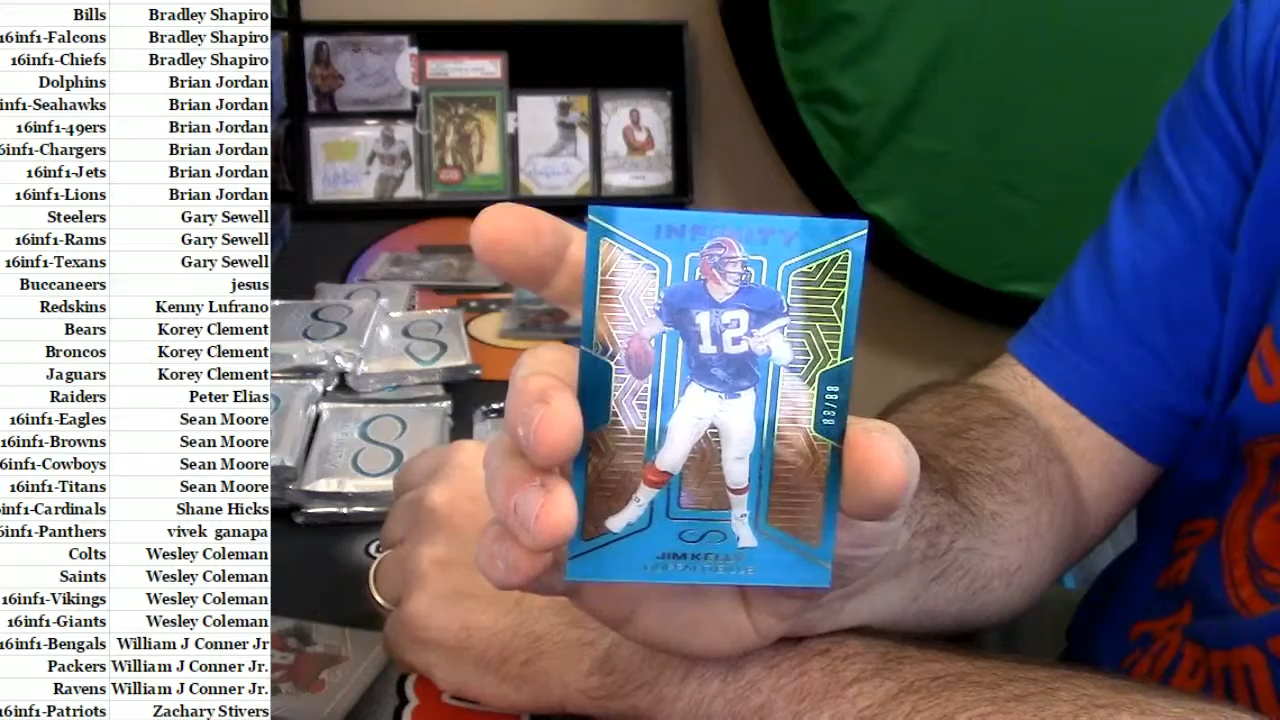 Bills Bradley Shapiro
16inf1-Falcons Bradley Shapiro
16inf1-Chiefs Bradley Shapiro
Dolphins Brian Jordan
inf1-Seahawks Brian Jordan
16inf1-49ers Brian Jordan
6inf1-Chargers Brian Jordan
16inf1-Jets Brian Jordan
16inf1-Lions Brian Jordan
Steelers Gary Sewell
16inf1-Rams Gary Sewell
16inf1-Texans Gary Sewell
Buccaneers jesus
Redskins Kenny Lufrano
Bears Korey Clement
Broncos Korey Clement
Jaguars Korey Clement
Raiders Peter Elias
16inf1-Eagles Sean Moore
16inf1-Browns Sean Moore
6inf1-Cowboys Sean Moore
16inf1-Titans Sean Moore
inf1-Cardinals Shane Hicks
6inf1-Panthers vivek ganapa
Colts Wesley Coleman
Saints Wesley Coleman
16inf1-Vikings Wesley Coleman
16inf1-Giants Wesley Coleman
16inf1-Bengals William J Conner Jr
Packers William J Conner Jr.
Ravens William J Conner Jr.
16inf1-Patriots Zachary Stivers
INFINITY
12
88/88
JIM KELLY
BUFFALO BILLS